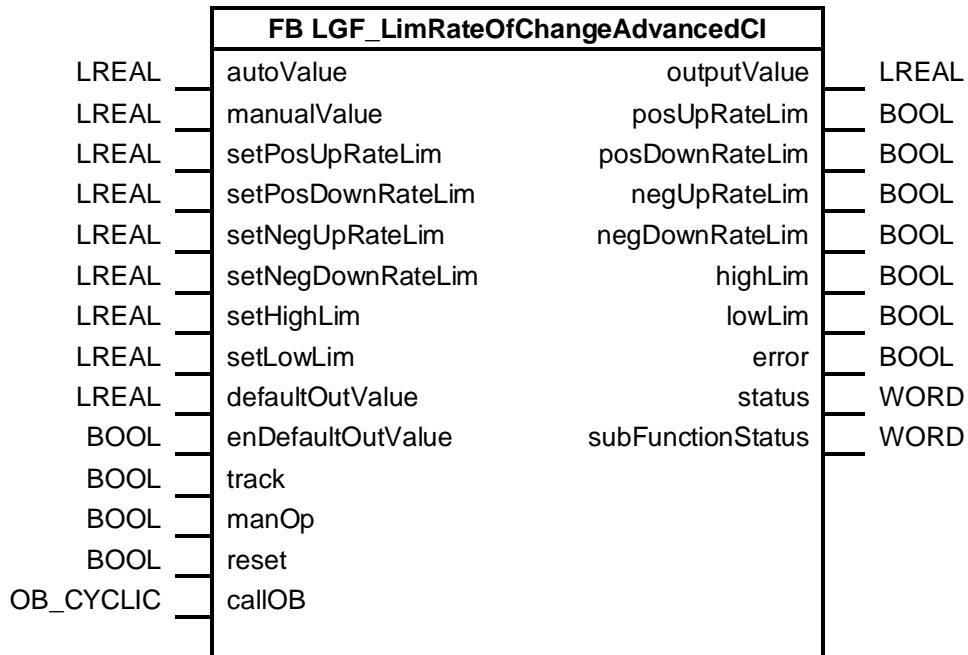 FB LGF_LimRateOfChangeAdvancedCI
LREAL autoValue outputValue LREAL
LREAL manualValue posUpRateLim BOOL
LREAL setPosUpRateLim posDownRateLim BOOL
LREAL setPosDownRateLim negUpRateLim BOOL
LREAL setNegUpRateLim negDownRateLim BOOL
LREAL setNegDownRateLim highLim BOOL
LREAL setHighLim lowLim BOOL
LREAL setLowLim error BOOL
LREAL defaultOutValue status WORD
BOOL enDefaultOutValue subFunctionStatus WORD
BOOL track
BOOL manOp
BOOL reset
OB_CYCLIC callOB